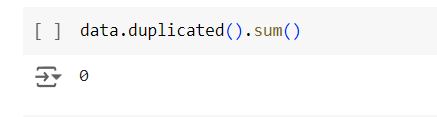 [ ] data.duplicated().sum()
0